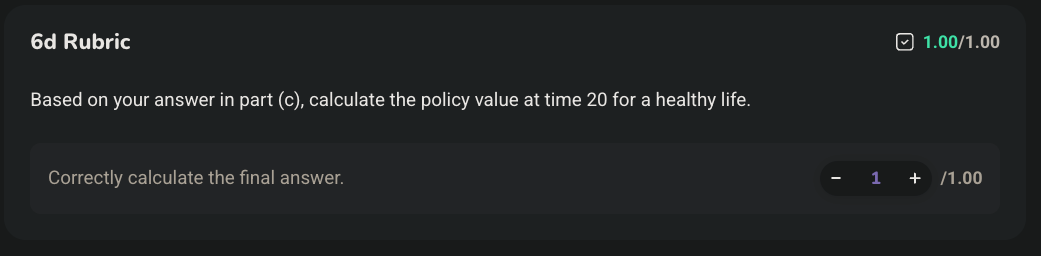 6d Rubric
1.00/1.00
Based on your answer in part (c), calculate the policy value at time 20 for a healthy life.
Correctly calculate the final answer.
− 1 + /1.00